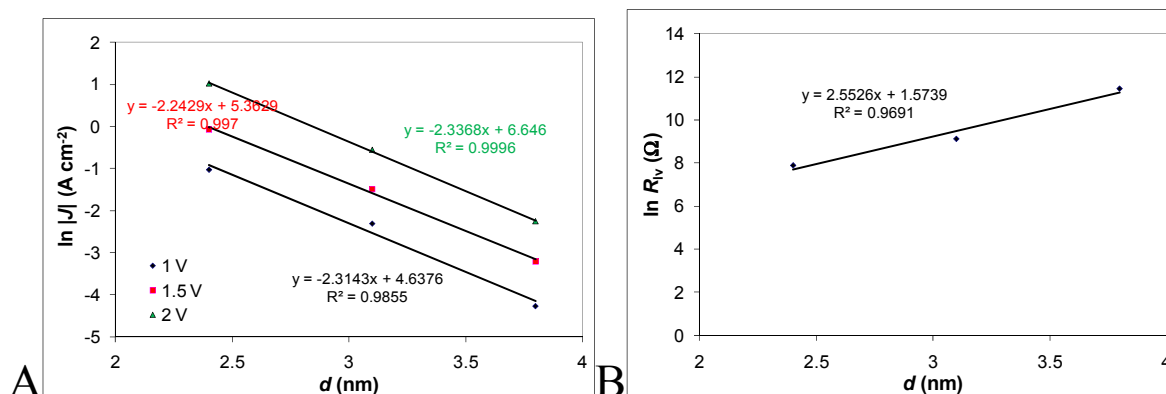 2
1
0
-1
-2
-3
-4
-5
ln |J| (A cm⁻²)
y = -2.2429x + 5.3629
R² = 0.997
y = -2.3368x + 6.646
R² = 0.9996
y = -2.3143x + 4.6376
R² = 0.9855
1 V
1.5 V
2 V
2 2.5 3 3.5 4
d (nm)
A
14
12
10
8
6
4
2
0
ln R_lv (Ω)
y = 2.5526x + 1.5739
R² = 0.9691
2 2.5 3 3.5 4
d (nm)
B